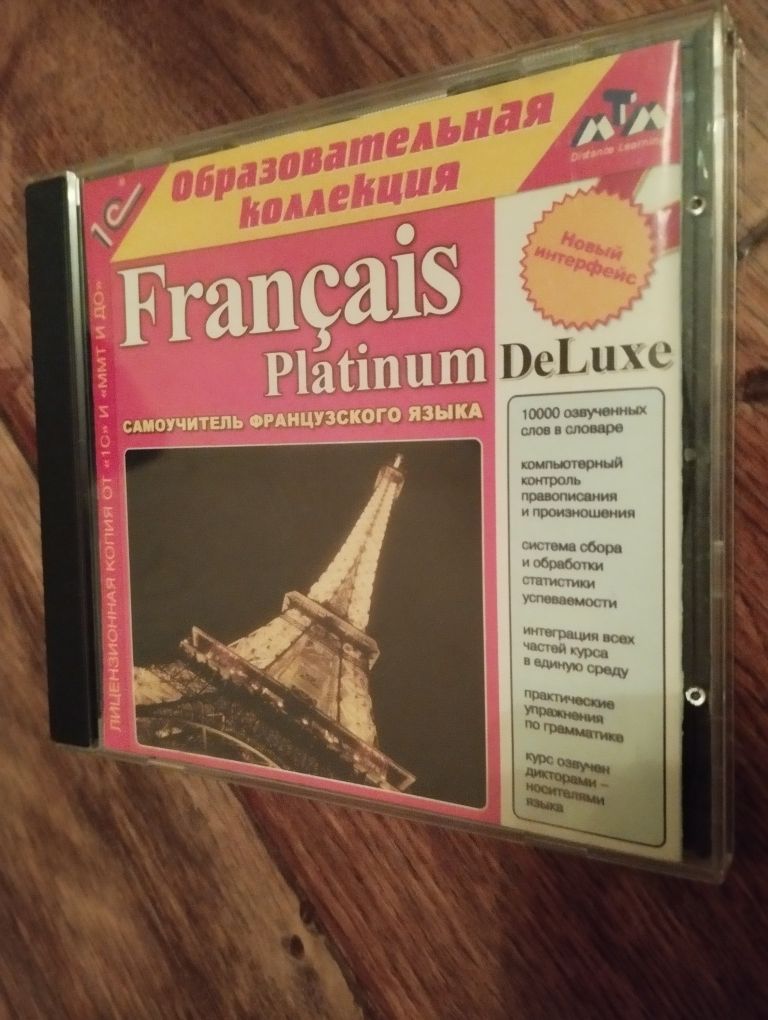 1С®
Образовательная
коллекция
МТМ
Distance Learning
Новый
интерфейс
Français
Platinum DeLuxe
САМОУЧИТЕЛЬ ФРАНЦУЗСКОГО ЯЗЫКА
10000 озвученных
слов в словаре
компьютерный
контроль
правописания
и произношения
система сбора
и обработки
статистики
успеваемости
интеграция всех
частей курса
в единую среду
практические
упражнения
по грамматике
курс озвучен
дикторами –
носителями
языка
ЛИЦЕНЗИОННАЯ КОПИЯ ОТ «1С» И «ММТ И ДО»